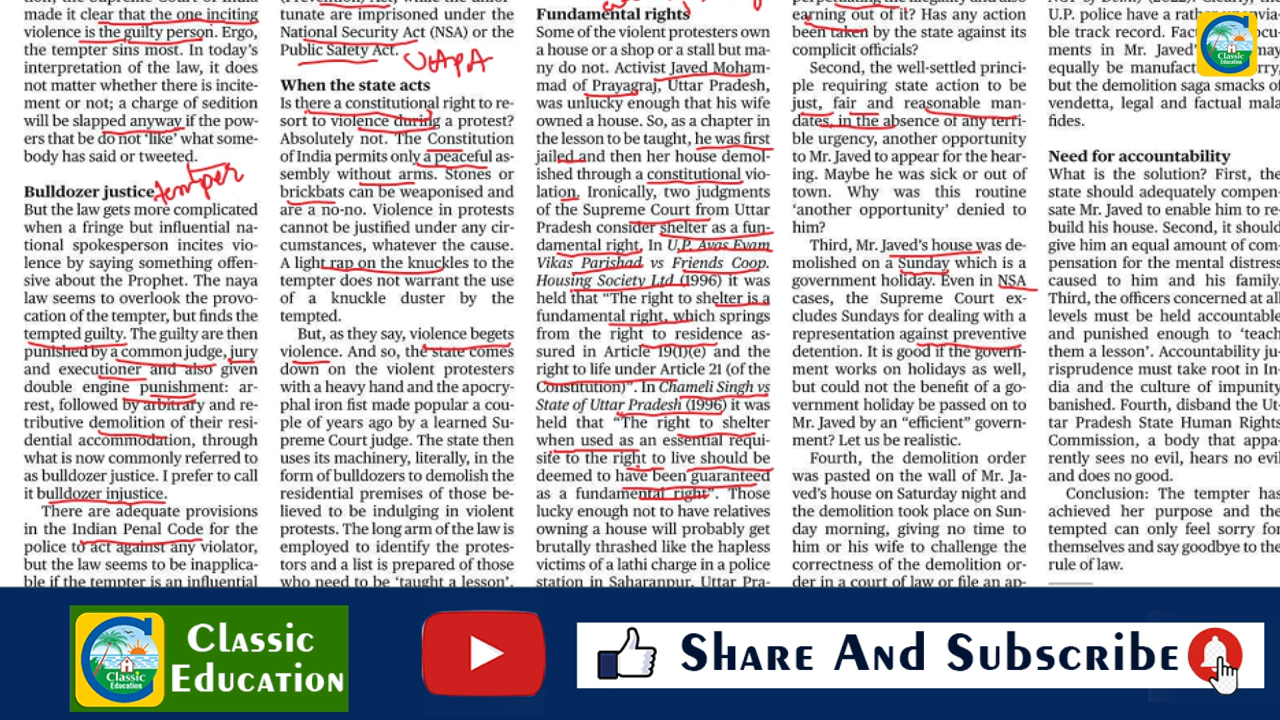 tion, the Supreme Court of India
made it clear that the one inciting
violence is the guilty person. Ergo,
the tempter sins most. In today's
interpretation of the law, it does
not matter whether there is incite-
ment or not; a charge of sedition
will be slapped anyway if the pow-
ers that be do not 'like' what some-
body has said or tweeted.
tempter
Bulldozer justice
But the law gets more complicated
when a fringe but influential na-
tional spokesperson incites vio-
lence by saying something offen-
sive about the Prophet. The naya
law seems to overlook the provo-
cation of the tempter, but finds the
tempted guilty. The guilty are then
punished by a common judge, jury
and executioner and also given
double engine punishment: ar-
rest, followed by arbitrary and re-
tributive demolition of their resi-
dential accomodation, through
what is now commonly referred to
as bulldozer justice. I prefer to call
it bulldozer injustice.
There are adequate provisions
in the Indian Penal Code for the
police to act against any violator,
but the law seems to be inapplica-
ble if the tempter is an influential
(Prevention) Act, while the unfor-
tunate are imprisoned under the
National Security Act (NSA) or the
Public Safety Act.
UAPA
When the state acts
Is there a constitutional right to re-
sort to violence during a protest?
Absolutely not. The Constitution
of India permits only a peaceful as-
sembly without arms. Stones or
brickbats can be weaponised and
are a no-no. Violence in protests
cannot be justified under any cir-
cumstances, whatever the cause.
A light rap on the knuckles to the
tempter does not warrant the use
of a knuckle duster by the
tempted.
But, as they say, violence begets
violence. And so, the state comes
down on the violent protesters
with a heavy hand and the apocry-
phal iron fist made popular a cou-
ple of years ago by a learned Su-
preme Court judge. The state then
uses its machinery, literally, in the
form of bulldozers to demolish the
residential premises of those be-
lieved to be indulging in violent
protests. The long arm of the law is
employed to identify the protes-
tors and a list is prepared of those
who need to be 'taught a lesson'.
Fundamental rights
Some of the violent protesters own
a house or a shop or a stall but ma-
ny do not. Activist Javed Moham-
mad of Prayagraj, Uttar Pradesh,
was unlucky enough that his wife
owned a house. So, as a chapter in
the lesson to be taught, he was first
jailed and then her house demol-
ished through a constitutional vio-
lation. Ironically, two judgments
of the Supreme Court from Uttar
Pradesh consider shelter as a fun-
damental right. In U.P. Avas Evam
Vikas Parishad vs Friends Coop.
Housing Society Ltd (1996) it was
held that "The right to shelter is a
fundamental right, which springs
from the right to residence as-
sured in Article 19(1)(e) and the
right to life under Article 21 (of the
Constitution)". In Chameli Singh vs
State of Uttar Pradesh (1996) it was
held that "The right to shelter
when used as an essential requi-
site to the right to live should be
deemed to have been guaranteed
as a fundamental right". Those
lucky enough not to have relatives
owning a house will probably get
brutally thrashed like the hapless
victims of a lathi charge in a police
station in Saharanpur, Uttar Pra-
perpetuating the illegality and also
earning out of it? Has any action
been taken by the state against its
complicit officials?
Second, the well-settled princi-
ple requiring state action to be
just, fair and reasonable man-
dates, in the absence of any terri-
ble urgency, another opportunity
to Mr. Javed to appear for the hear-
ing. Maybe he was sick or out of
town. Why was this routine
'another opportunity' denied to
him?
Third, Mr. Javed's house was de-
molished on a Sunday which is a
government holiday. Even in NSA
cases, the Supreme Court ex-
cludes Sundays for dealing with a
representation against preventive
detention. It is good if the govern-
ment works on holidays as well,
but could not the benefit of a go-
vernment holiday be passed on to
Mr. Javed by an "efficient" govern-
ment? Let us be realistic.
Fourth, the demolition order
was pasted on the wall of Mr. Ja-
ved's house on Saturday night and
the demolition took place on Sun-
day morning, giving no time to
him or his wife to challenge the
correctness of the demolition or-
der in a court of law or file an ap-
U.P. police have a rather
ble track record.
ments in Mr. Javed' may
equally be manufact
but the demolition saga smacks of
vendetta, legal and factual mala
fides.
Need for accountability
What is the solution? First, the
state should adequately compen-
sate Mr. Javed to enable him to re-
build his house. Second, it should
give him an equal amount of com-
pensation for the mental distress
caused to him and his family.
Third, the officers concerned at all
levels must be held accountable
and punished enough to 'teach
them a lesson'. Accountability ju-
risprudence must take root in In-
dia and the culture of impunity
banished. Fourth, disband the Ut-
tar Pradesh State Human Rights
Commission, a body that appa-
rently sees no evil, hears no evil
and does no good.
Conclusion: The tempter has
achieved her purpose and the
tempted can only feel sorry for
themselves and say goodbye to the
rule of law.
Classic
Education
Classic
Education
Classic
Education
Share And Subscribe